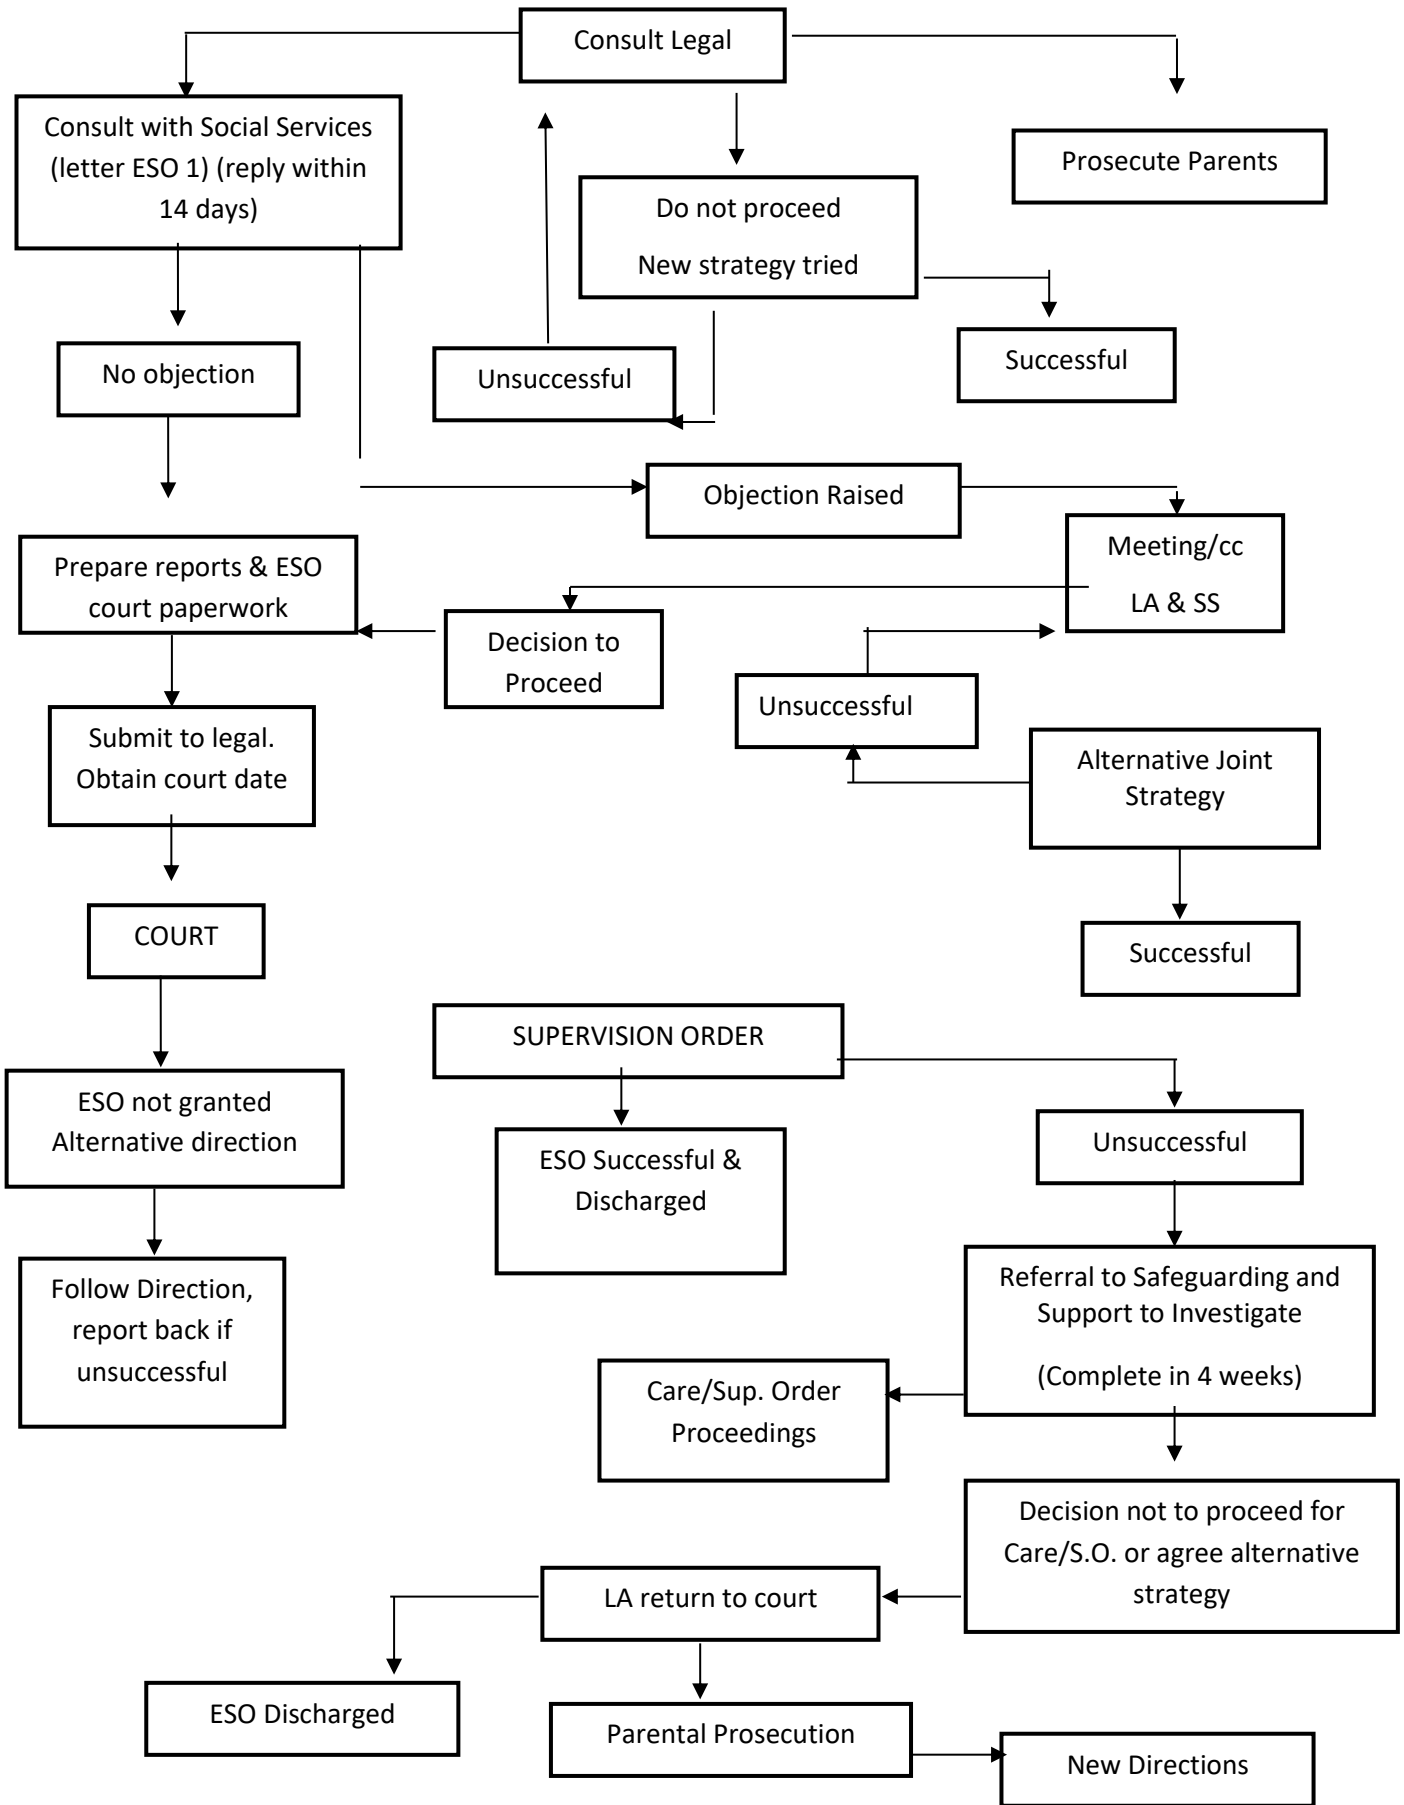 Consult Legal
Consult with Social Services
(letter ESO 1) (reply within
14 days)
Prosecute Parents
Do not proceed
New strategy tried
Successful
Unsuccessful
No objection
Objection Raised
Meeting/cc
LA & SS
Prepare reports & ESO
court paperwork
Decision to
Proceed
Unsuccessful
Submit to legal.
Obtain court date
Alternative Joint
Strategy
COURT
Successful
SUPERVISION ORDER
ESO not granted
Alternative direction
ESO Successful &
Discharged
Unsuccessful
Follow Direction,
report back if
unsuccessful
Referral to Safeguarding and
Support to Investigate
(Complete in 4 weeks)
Care/Sup. Order
Proceedings
Decision not to proceed for
Care/S.O. or agree alternative
strategy
LA return to court
ESO Discharged
Parental Prosecution
New Directions